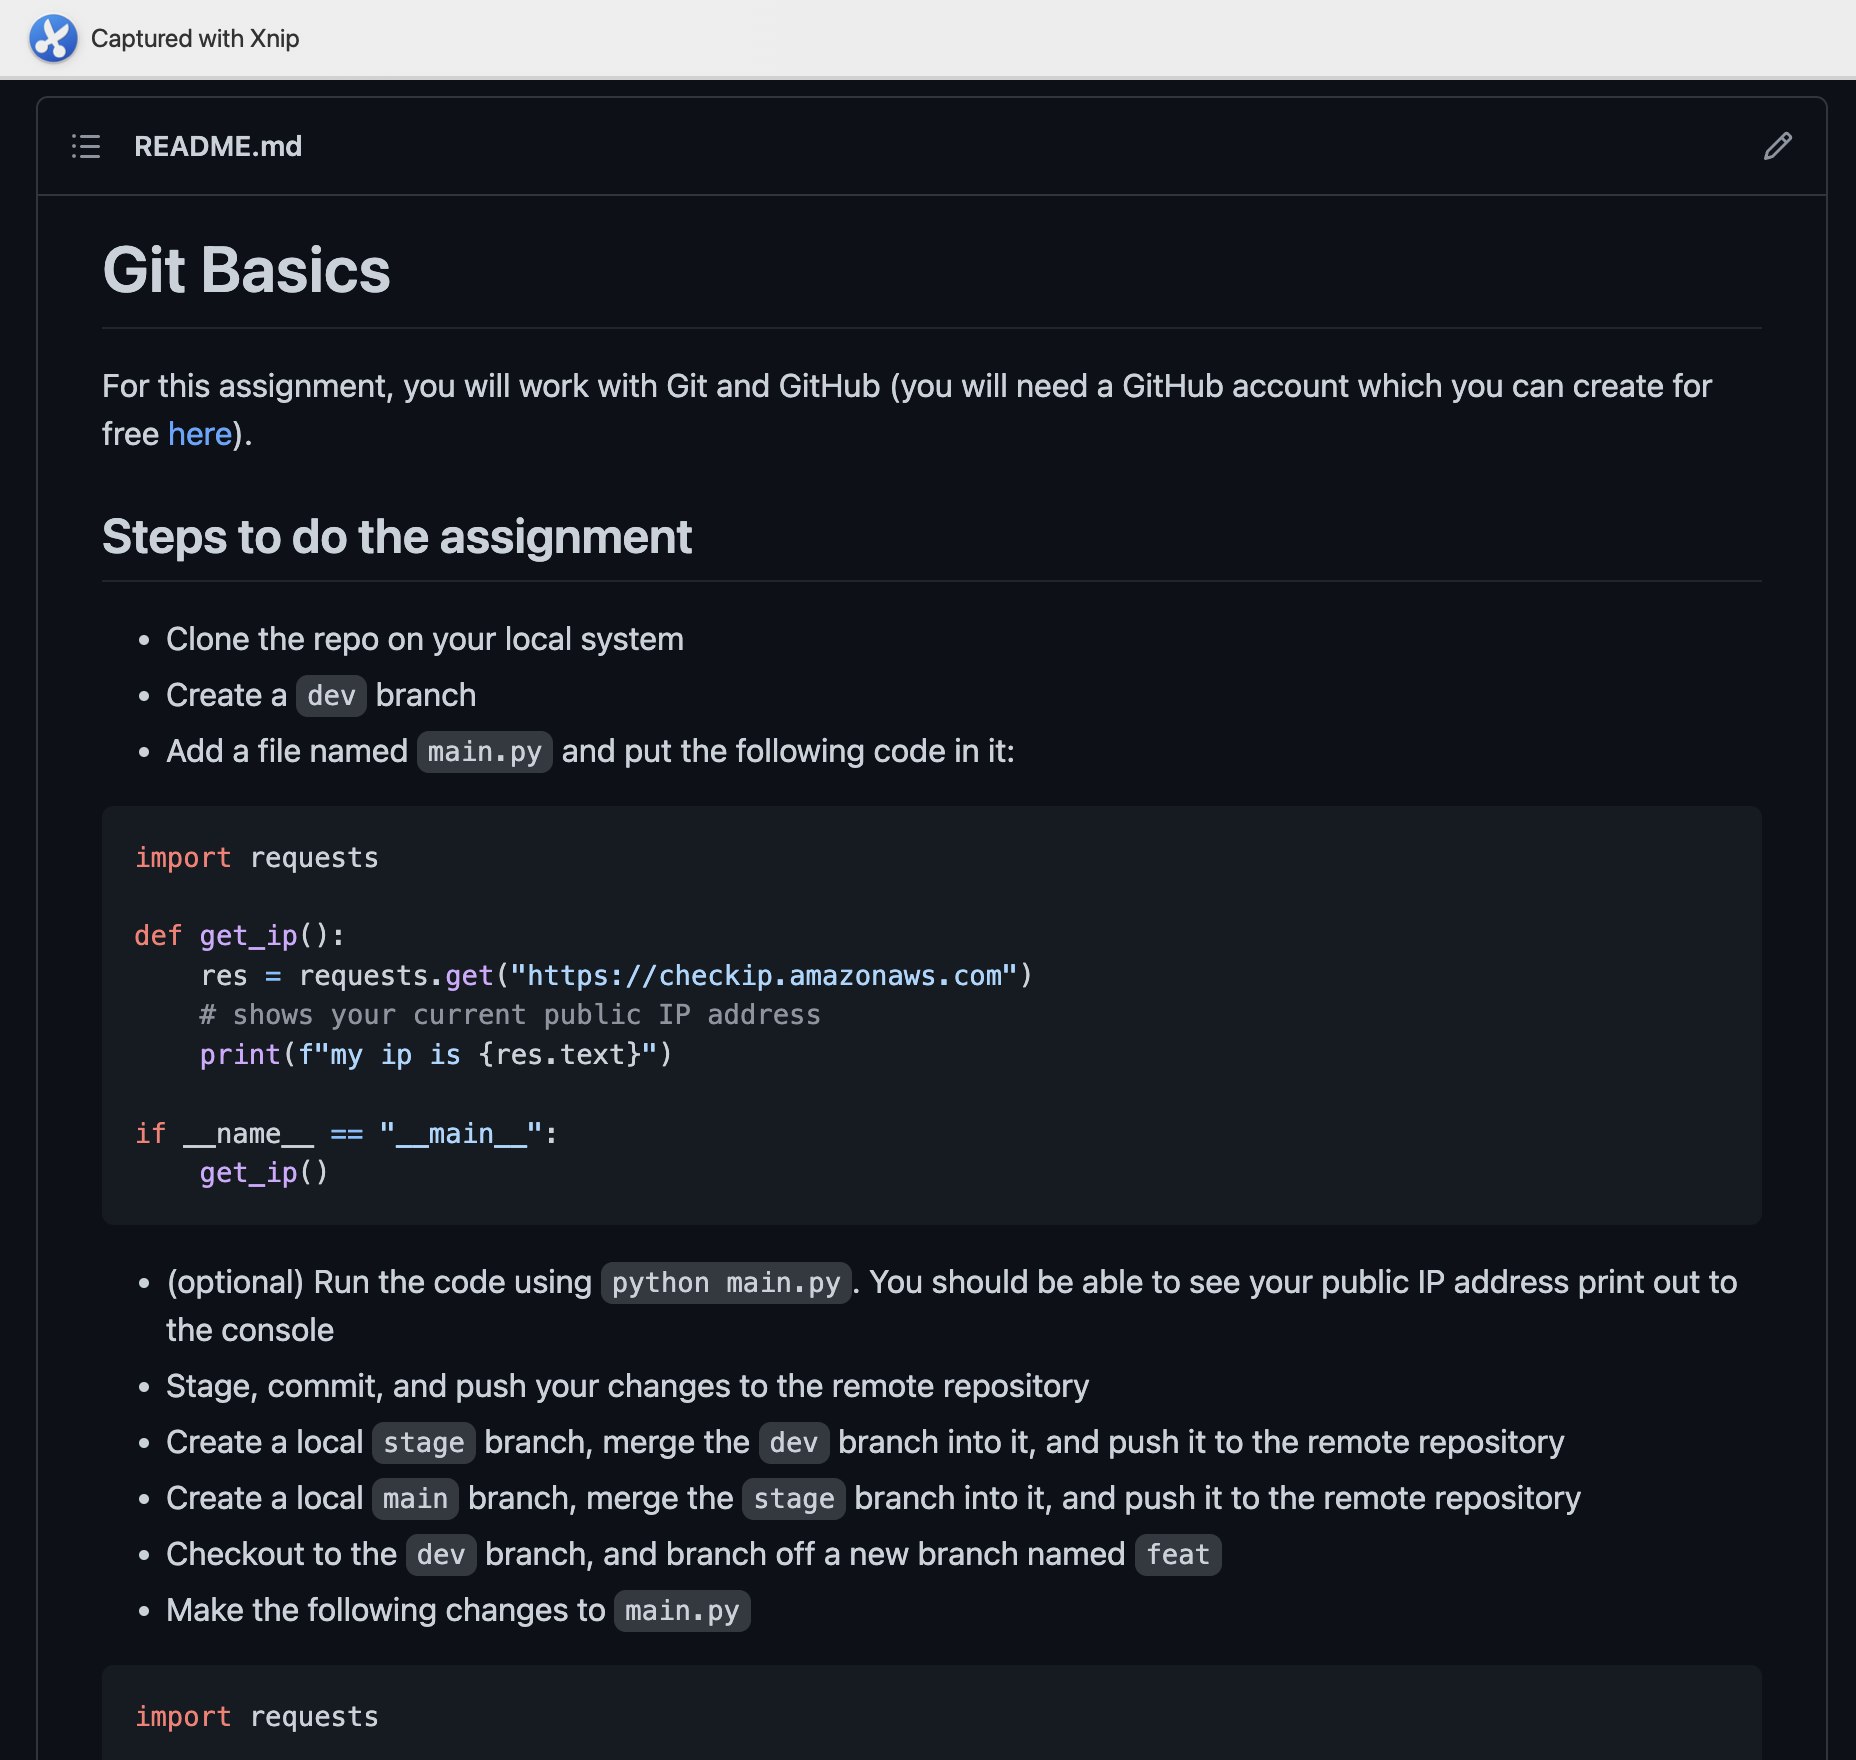 Captured with Xnip
README.md
Git Basics
For this assignment, you will work with Git and GitHub (you will need a GitHub account which you can create for
free here).
Steps to do the assignment
• Clone the repo on your local system
• Create a dev branch
• Add a file named main.py and put the following code in it:
import requests
def get_ip():
    res = requests.get("https://checkip.amazonaws.com")
    # shows your current public IP address
    print(f"my ip is {res.text}")
if __name__ == "__main__":
    get_ip()
• (optional) Run the code using python main.py. You should be able to see your public IP address print out to
the console
• Stage, commit, and push your changes to the remote repository
• Create a local stage branch, merge the dev branch into it, and push it to the remote repository
• Create a local main branch, merge the stage branch into it, and push it to the remote repository
• Checkout to the dev branch, and branch off a new branch named feat
• Make the following changes to main.py
import requests